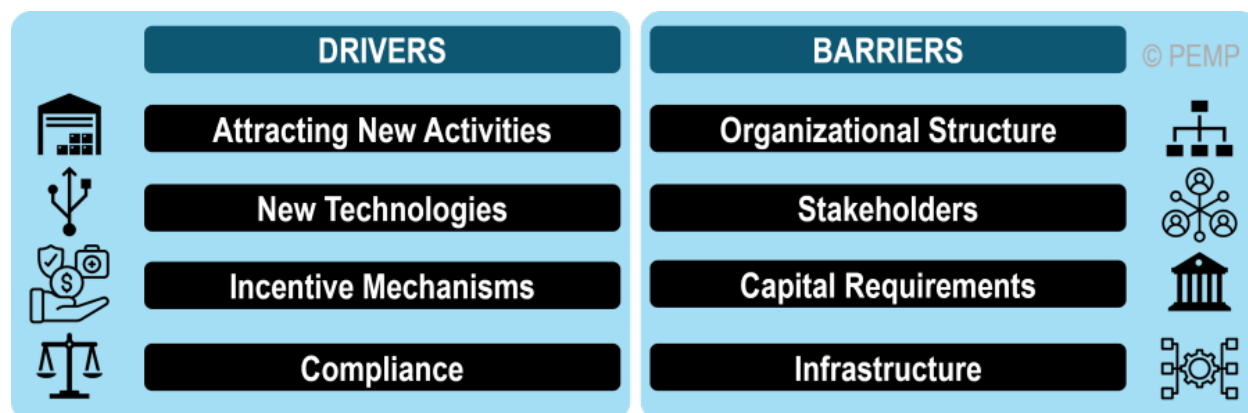 DRIVERS
Attracting New Activities
New Technologies
Incentive Mechanisms
Compliance
BARRIERS
© PEMP
Organizational Structure
Stakeholders
Capital Requirements
Infrastructure